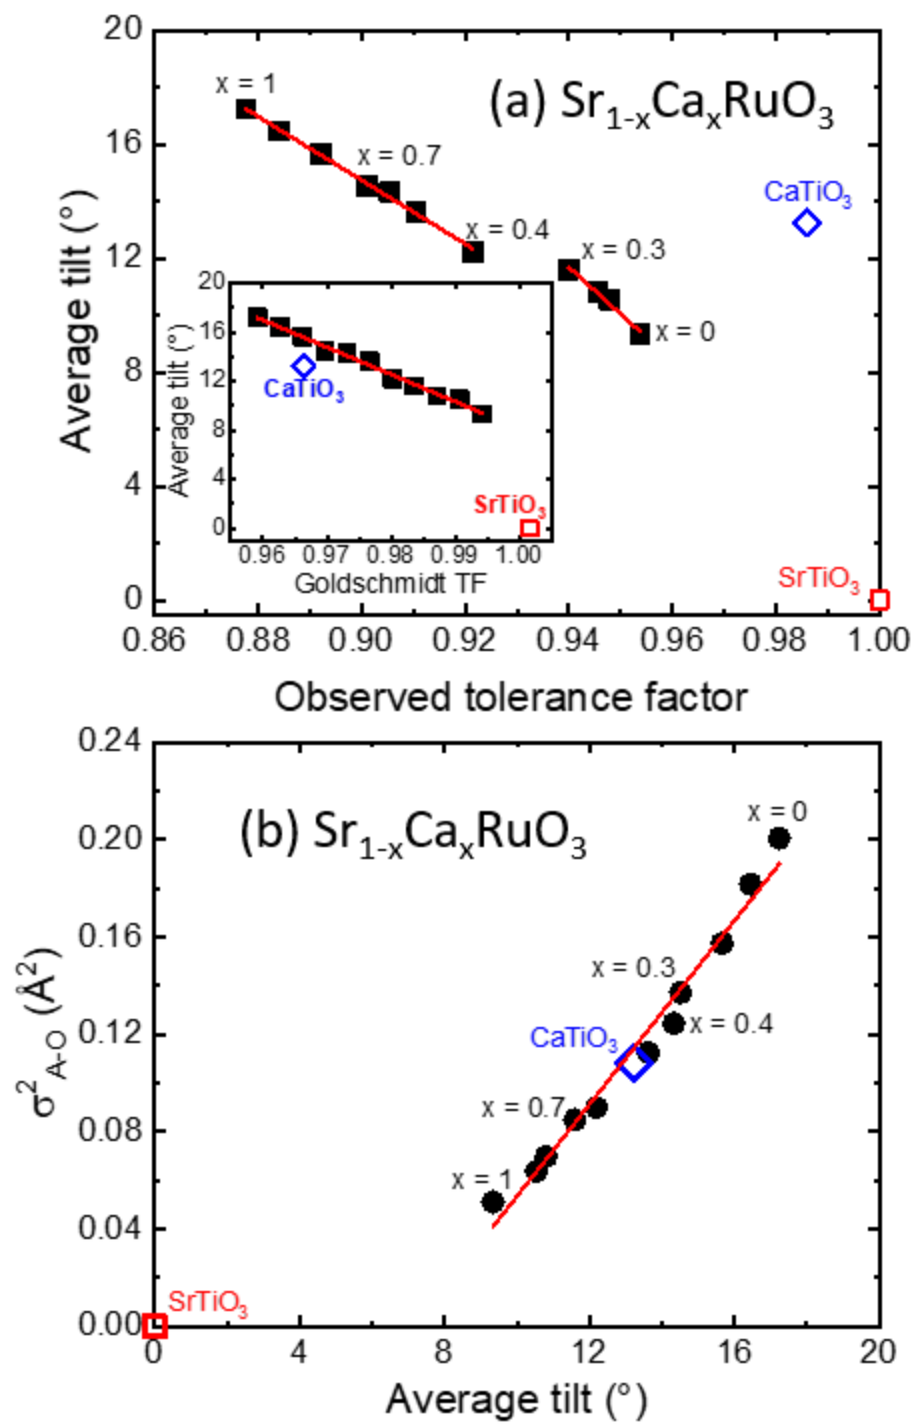 (a) Sr1-xCaxRuO3
Average tilt (°)
20
16
12
8
4
0
x = 1
x = 0.7
x = 0.4
x = 0.3
x = 0
CaTiO3
SrTiO3
Average tilt (°)
20
16
12
8
4
0
CaTiO3
SrTiO3
0.96 0.97 0.98 0.99 1.00
Goldschmidt TF
0.86 0.88 0.90 0.92 0.94 0.96 0.98 1.00
Observed tolerance factor
(b) Sr1-xCaxRuO3
σ2A-O (Å2)
0.24
0.20
0.16
0.12
0.08
0.04
0.00
x = 0
x = 0.3
x = 0.4
CaTiO3
x = 0.7
x = 1
SrTiO3
0 4 8 12 16 20
Average tilt (°)